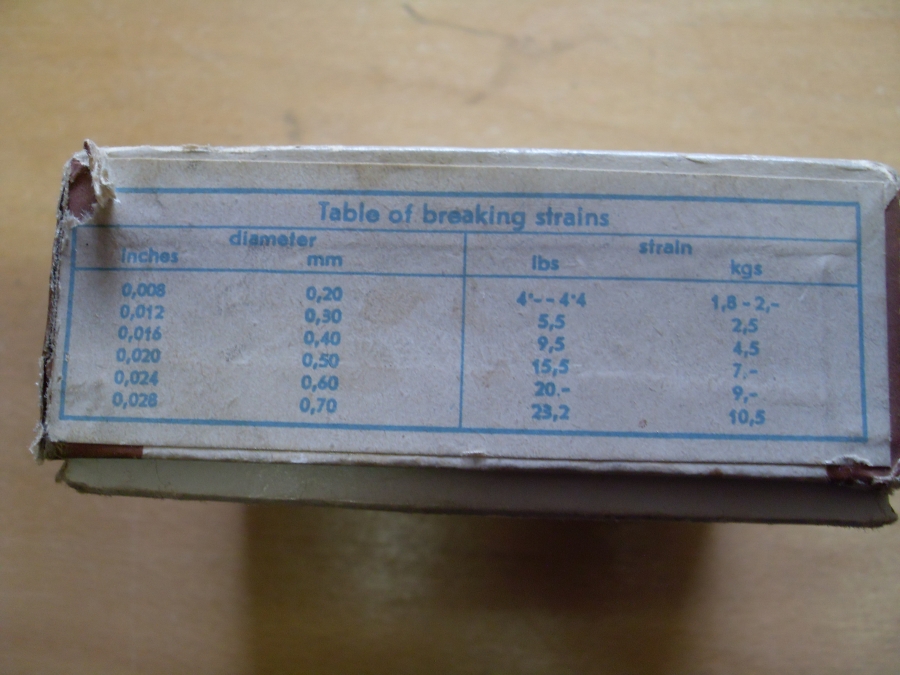 Table of breaking strains
diameter strain
inches mm lbs kgs
0,008 0,20 4'-- 4'4 1,8 - 2,-
0,012 0,30 5,5 2,5
0,016 0,40 9,5 4,5
0,020 0,50 15,5 7,-
0,024 0,60 20.- 9,-
0,028 0,70 23,2 10,5